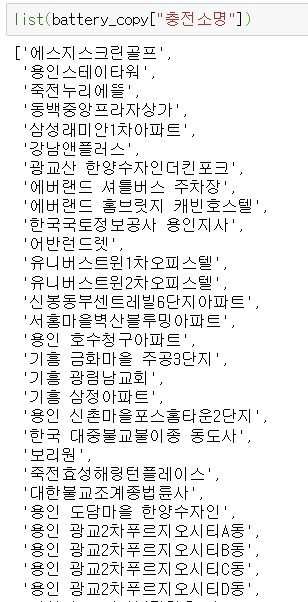 list(battery_copy["충전소명"])
['에스지스크린골프',
'용인스테이타워',
'죽전누리에뜰',
'동백중앙프라자상가',
'삼성래미안1차아파트',
'강남앤플러스',
'광교산 한양수자인더킨포크',
'에버랜드 셔틀버스 주차장',
'에버랜드 홈브릿지 캐빈호스텔',
'한국국토정보공사 용인지사',
'어반런드렛',
'유니버스트윈1차오피스텔',
'유니버스트윈2차오피스텔',
'신봉동부센트레빌6단지아파트',
'서홍마을벽산블루밍아파트',
'용인 호수청구아파트',
'기흥 금화마을 주공3단지',
'기흥 광림남교회',
'기흥 삼정아파트',
'용인 신촌마을포스홈타운2단지',
'한국 대중불교불이종 동도사',
'보리원',
'죽전효성해링턴플레이스',
'대한불교조계종법륜사',
'용인 도담마을 한양수자인',
'용인 광교2차푸르지오시티A동',
'용인 광교2차푸르지오시티B동',
'용인 광교2차푸르지오시티C동',
'용인 광교2차푸르지오시티D동',